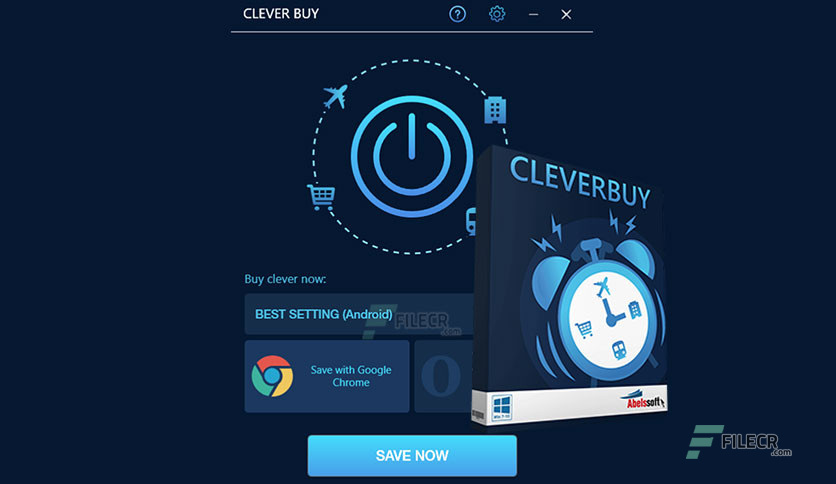 CLEVER BUY
?
Buy clever now:
BEST SETTING (Android)
FILECR
.com
Save with Google
Chrome
SAVE NOW
CLEVERBUY
Abelssoft
FILECR
.com